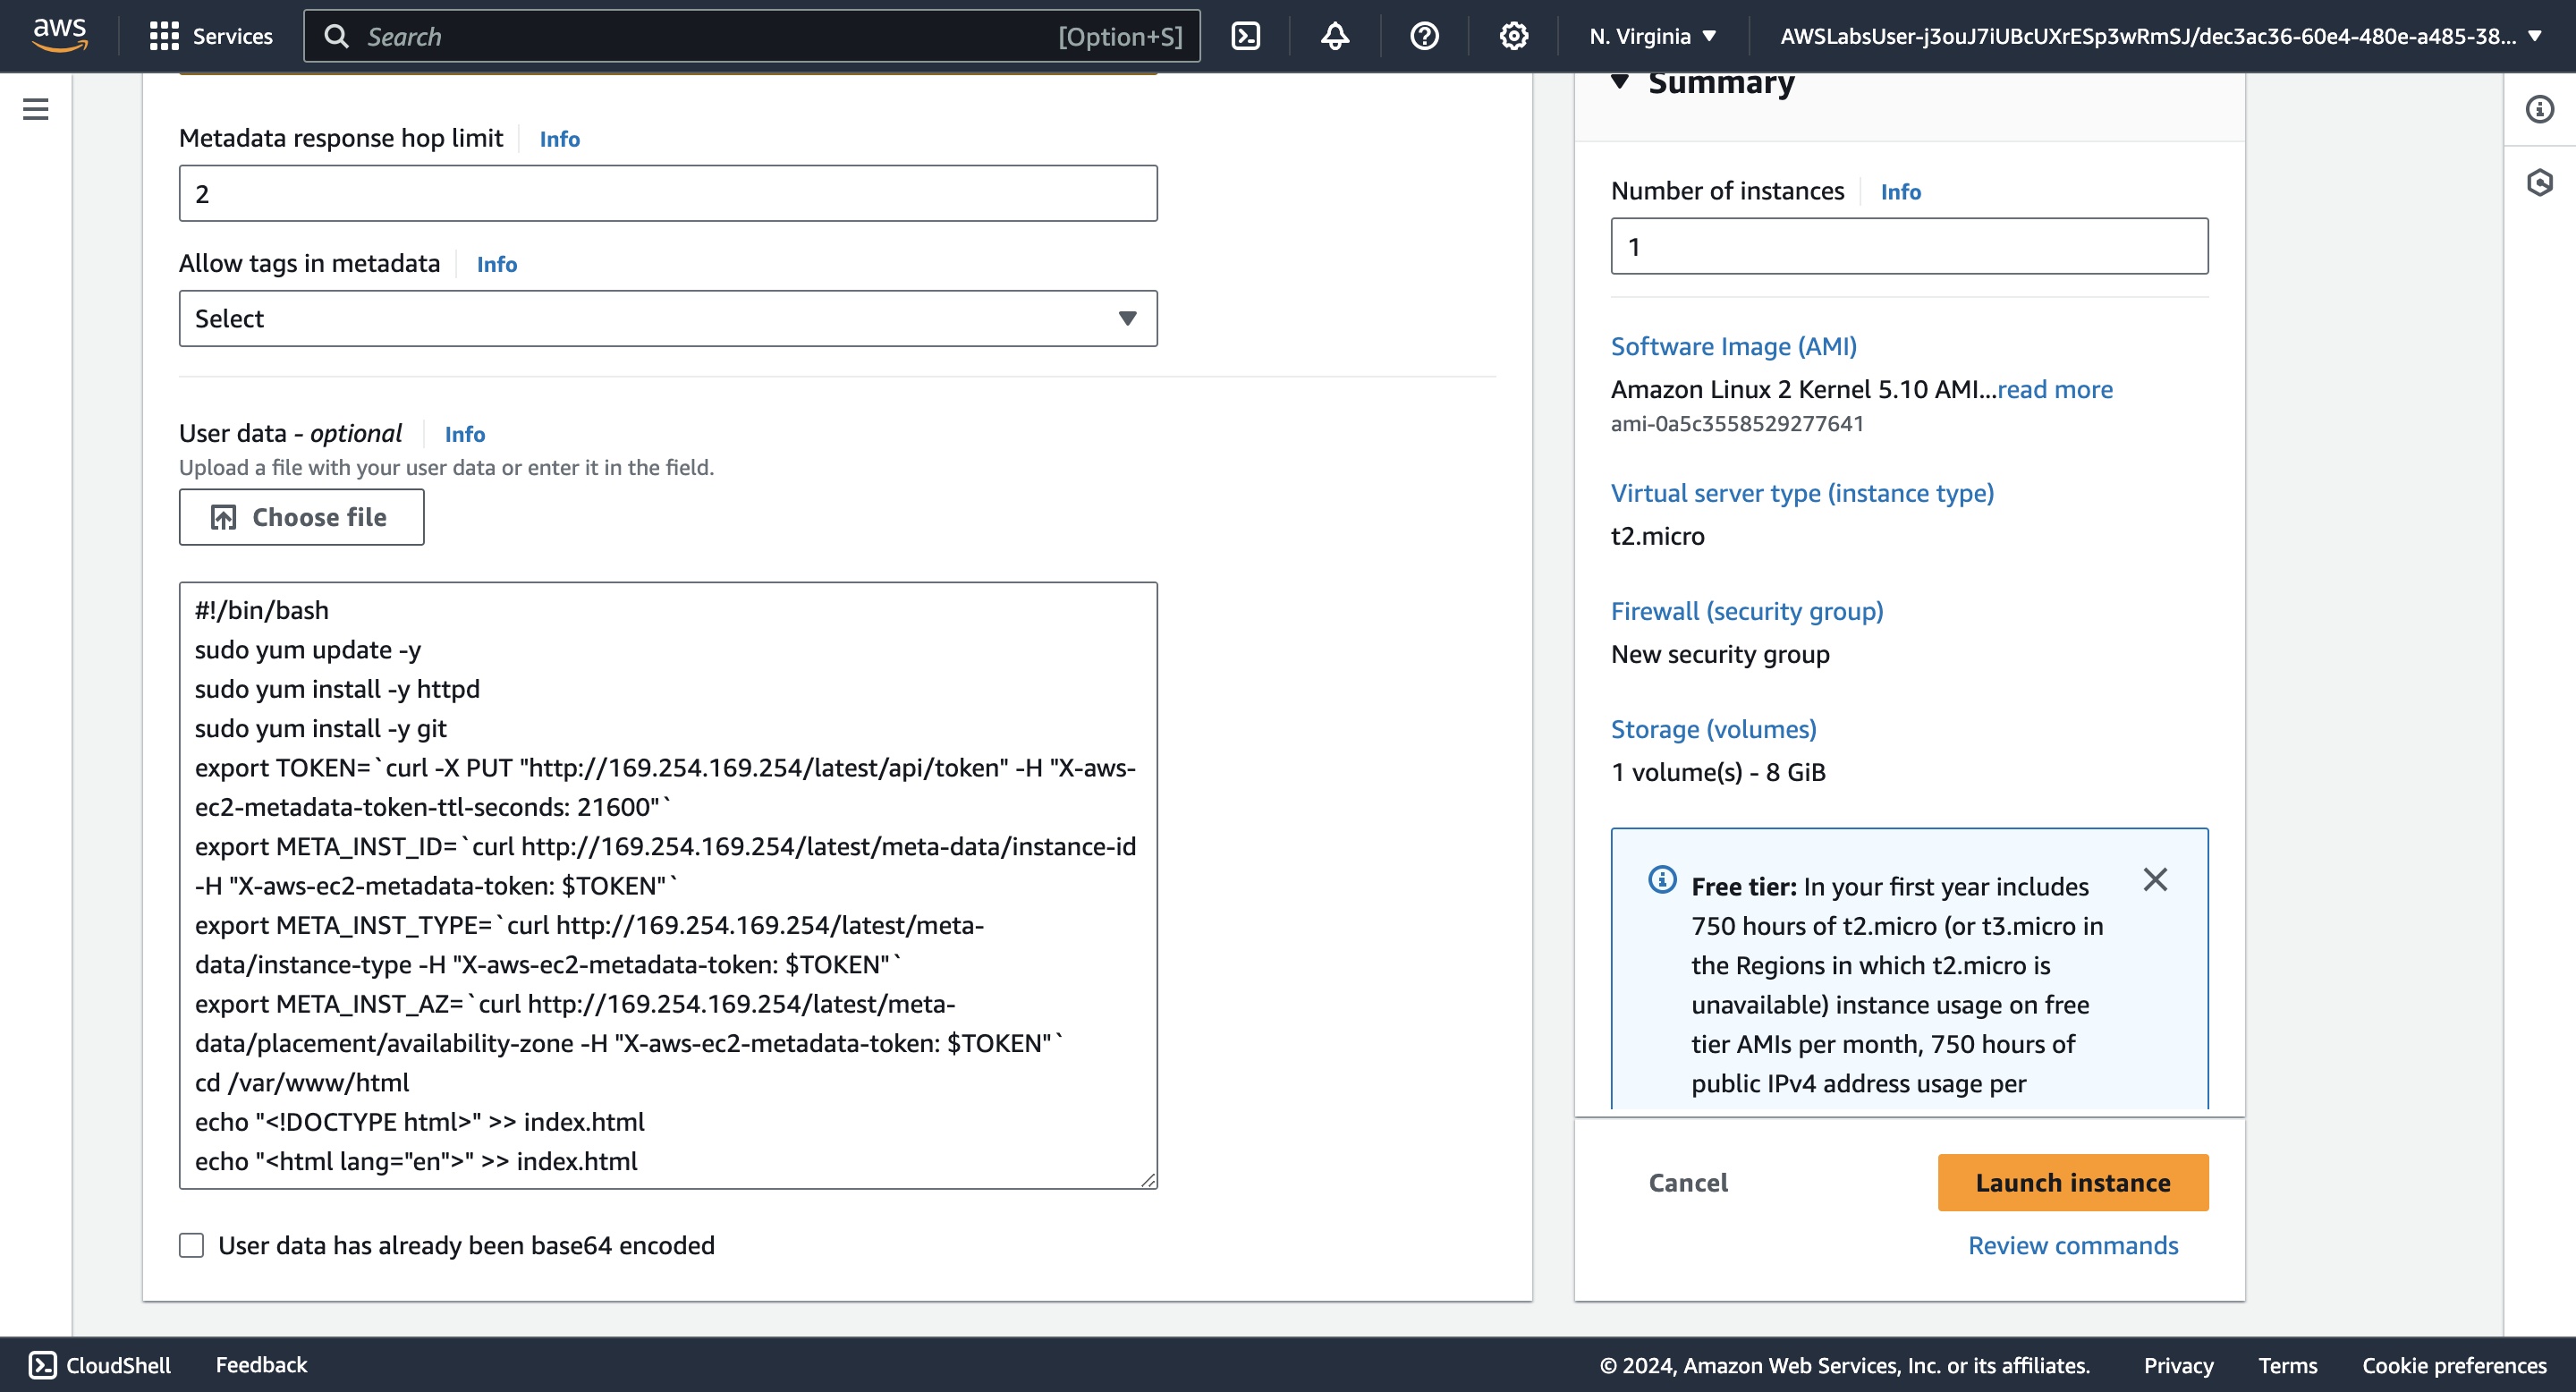 aws
Services
Search
[Option+S]
N. Virginia
AWSLabsUser-j3ouJ7iUBcUXrESp3wRmSJ/dec3ac36-60e4-480e-a485-38...
Metadata response hop limit
Info
2
Allow tags in metadata
Info
Select
User data - optional
Info
Upload a file with your user data or enter it in the field.
Choose file
#!/bin/bash
sudo yum update -y
sudo yum install -y httpd
sudo yum install -y git
export TOKEN=`curl -X PUT "http://169.254.169.254/latest/api/token" -H "X-aws-
ec2-metadata-token-ttl-seconds: 21600"`
export META_INST_ID=`curl http://169.254.169.254/latest/meta-data/instance-id
-H "X-aws-ec2-metadata-token: $TOKEN"`
export META_INST_TYPE=`curl http://169.254.169.254/latest/meta-
data/instance-type -H "X-aws-ec2-metadata-token: $TOKEN"`
export META_INST_AZ=`curl http://169.254.169.254/latest/meta-
data/placement/availability-zone -H "X-aws-ec2-metadata-token: $TOKEN"`
cd /var/www/html
echo "<!DOCTYPE html>" >> index.html
echo "<html lang="en">" >> index.html
User data has already been base64 encoded
Summary
Number of instances
Info
1
Software Image (AMI)
Amazon Linux 2 Kernel 5.10 AMI...read more
ami-0a5c3558529277641
Virtual server type (instance type)
t2.micro
Firewall (security group)
New security group
Storage (volumes)
1 volume(s) - 8 GiB
Free tier: In your first year includes
750 hours of t2.micro (or t3.micro in
the Regions in which t2.micro is
unavailable) instance usage on free
tier AMIs per month, 750 hours of
public IPv4 address usage per
Cancel
Launch instance
Review commands
CloudShell
Feedback
© 2024, Amazon Web Services, Inc. or its affiliates.
Privacy
Terms
Cookie preferences